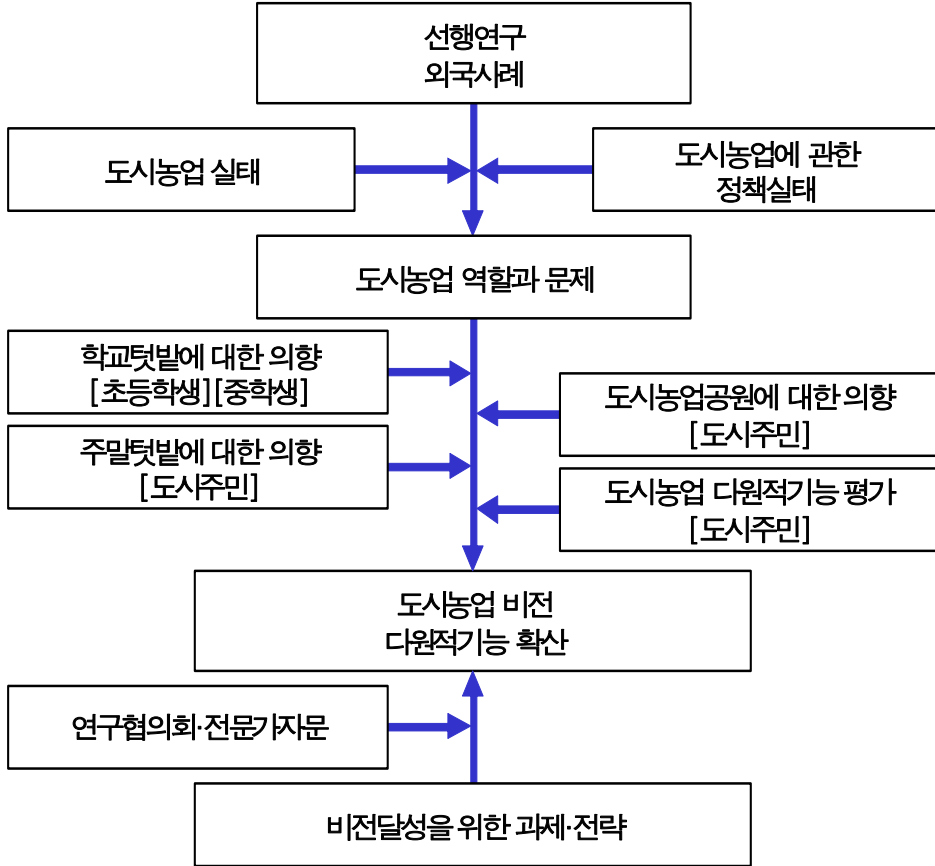 선행연구
외국사례
도시농업 실태
도시농업에 관한
정책실태
도시농업 역할과 문제
학교텃밭에 대한 의향
[초등학생][중학생]
도시농업공원에 대한 의향
[도시주민]
주말텃밭에 대한 의향
[도시주민]
도시농업 다원적기능 평가
[도시주민]
도시농업 비전
다원적기능 확산
연구협의회·전문가자문
비전달성을 위한 과제·전략